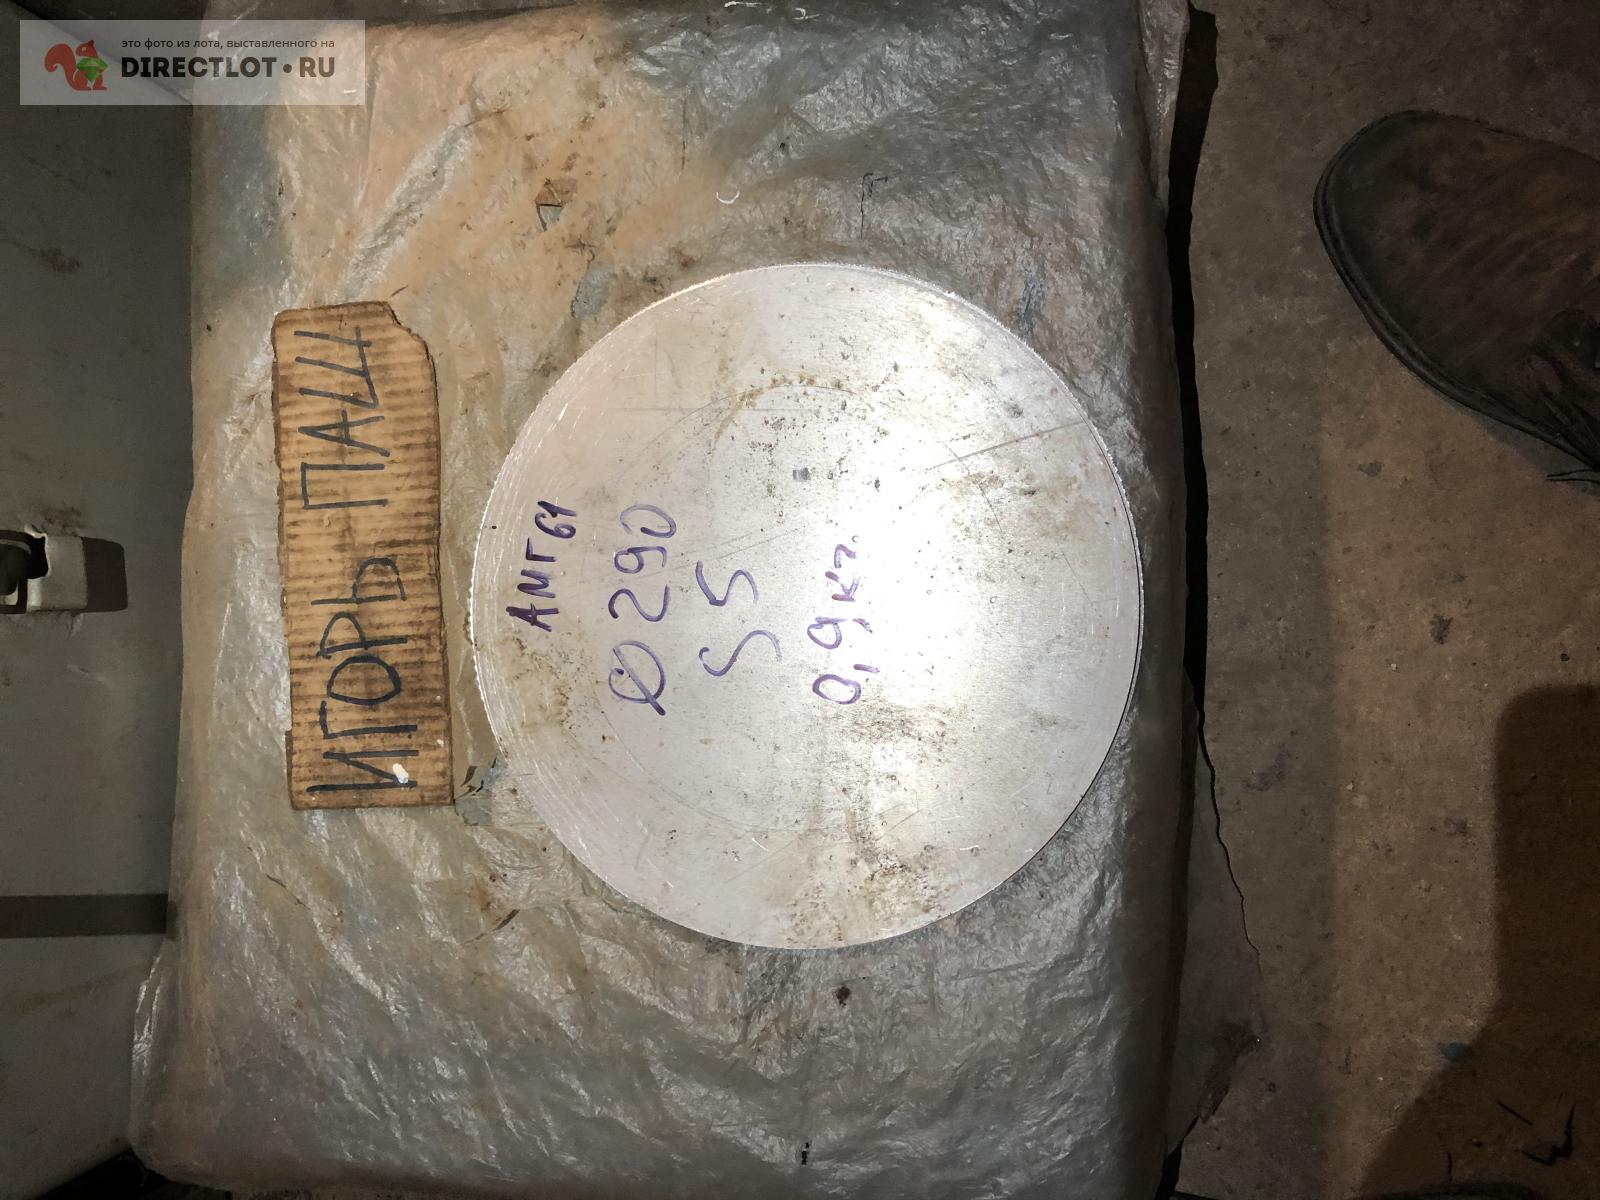 это фото из лота, выставленного на
DIRECTLOT•RU
ИГОРЬ ПАШ
АМГ61
Ø290
S5
0,9кг.